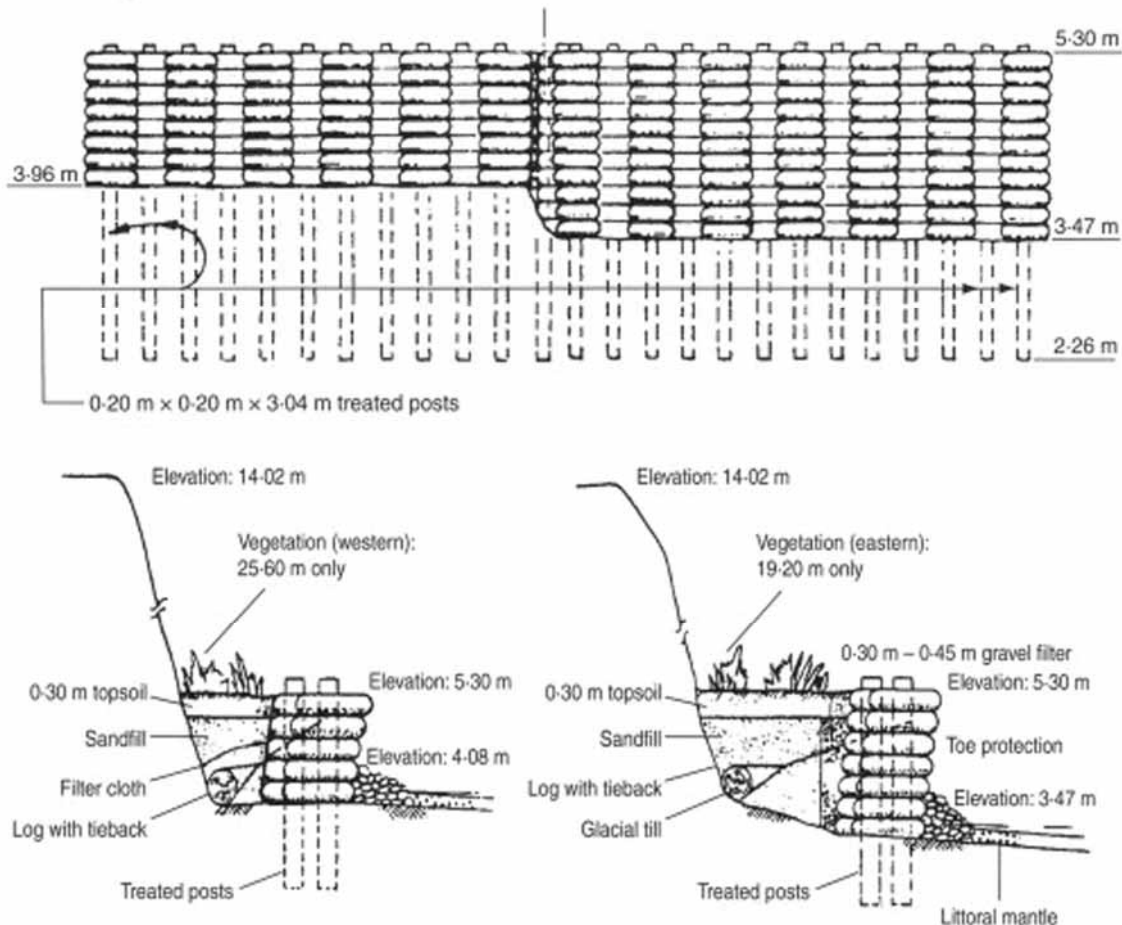 5·30 m
3·96 m
3·47 m
2·26 m
0·20 m × 0·20 m × 3·04 m treated posts
Elevation: 14·02 m
Vegetation (western):
25·60 m only
0·30 m topsoil
Elevation: 5·30 m
Sandfill
Elevation: 4·08 m
Filter cloth
Log with tieback
Treated posts
Elevation: 14·02 m
Vegetation (eastern):
19·20 m only
0·30 m – 0·45 m gravel filter
0·30 m topsoil
Elevation: 5·30 m
Sandfill
Toe protection
Log with tieback
Elevation: 3·47 m
Glacial till
Treated posts
Littoral mantle